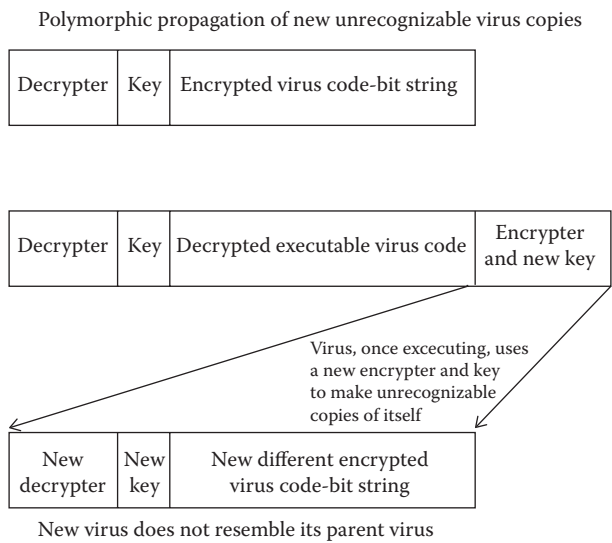 Polymorphic propagation of new unrecognizable virus copies
Decrypter Key Encrypted virus code-bit string
Decrypter Key Decrypted executable virus code Encrypter
and new key
Virus, once excecuting, uses
a new encrypter and key
to make unrecognizable
copies of itself
New
decrypter
New
key
New different encrypted
virus code-bit string
New virus does not resemble its parent virus